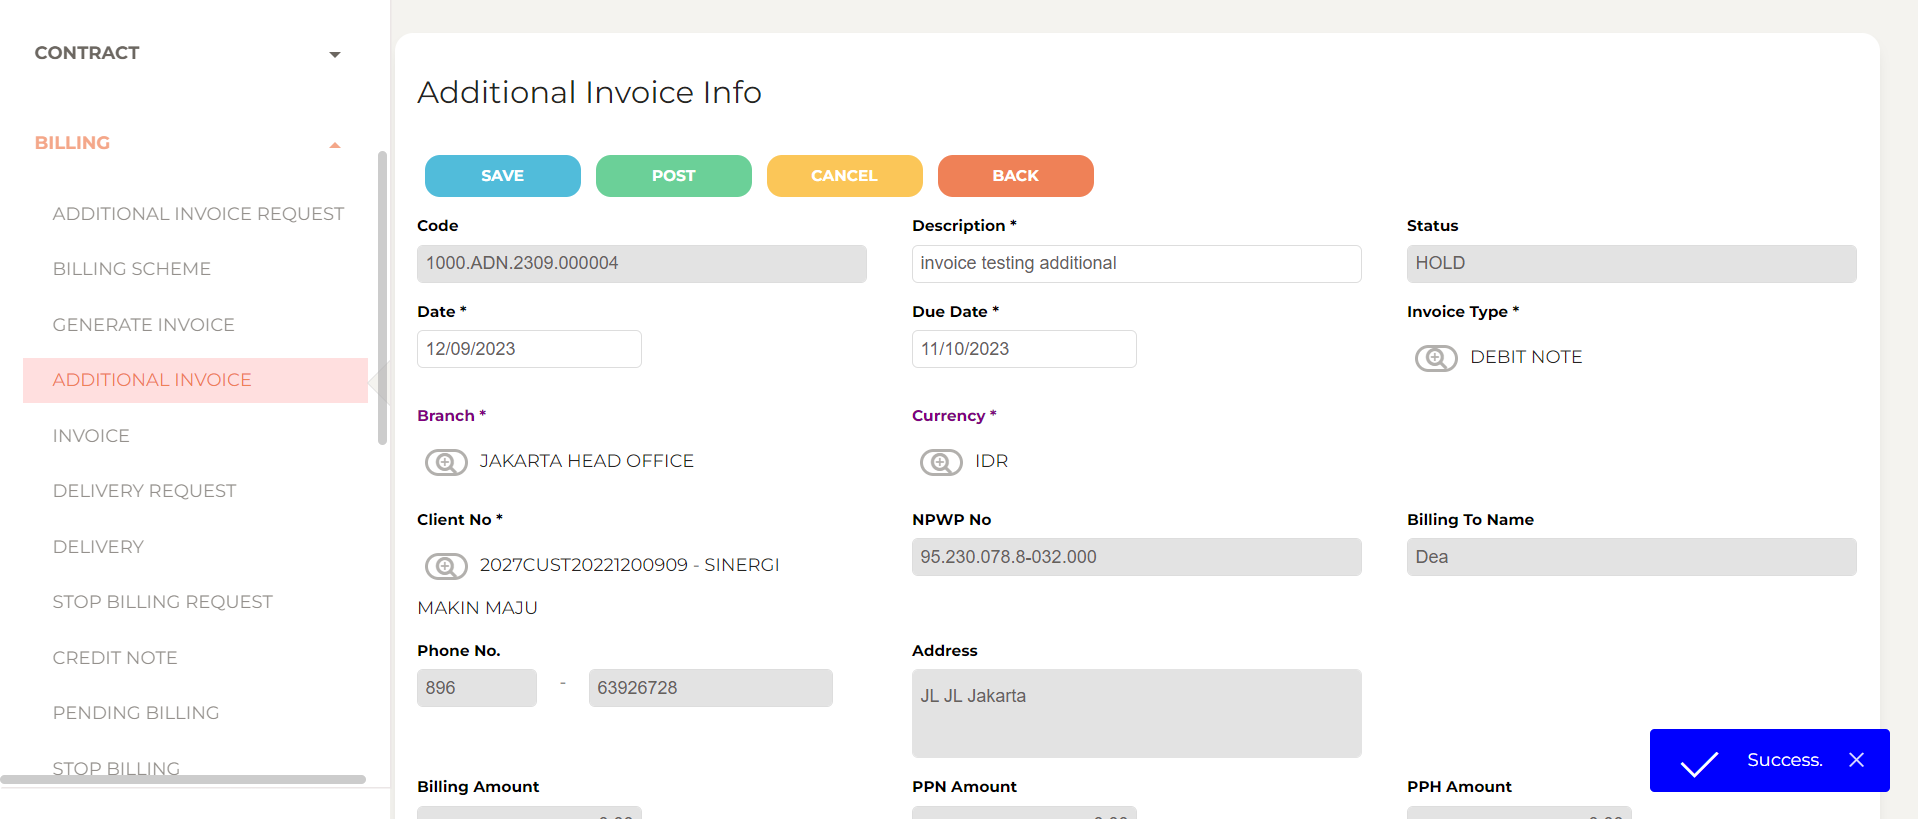 CONTRACT
BILLING
ADDITIONAL INVOICE REQUEST
BILLING SCHEME
GENERATE INVOICE
ADDITIONAL INVOICE
INVOICE
DELIVERY REQUEST
DELIVERY
STOP BILLING REQUEST
CREDIT NOTE
PENDING BILLING
STOP BILLING
Additional Invoice Info
SAVE POST CANCEL BACK
Code Description * Status
1000.ADN.2309.000004 invoice testing additional HOLD
Date * Due Date * Invoice Type *
12/09/2023 11/10/2023 DEBIT NOTE
Branch * Currency *
JAKARTA HEAD OFFICE IDR
Client No * NPWP No Billing To Name
2027CUST20221200909 - SINERGI 95.230.078.8-032.000 Dea
MAKIN MAJU
Phone No. Address
896 - 63926728 JL JL Jakarta
Success.
Billing Amount PPN Amount PPH Amount